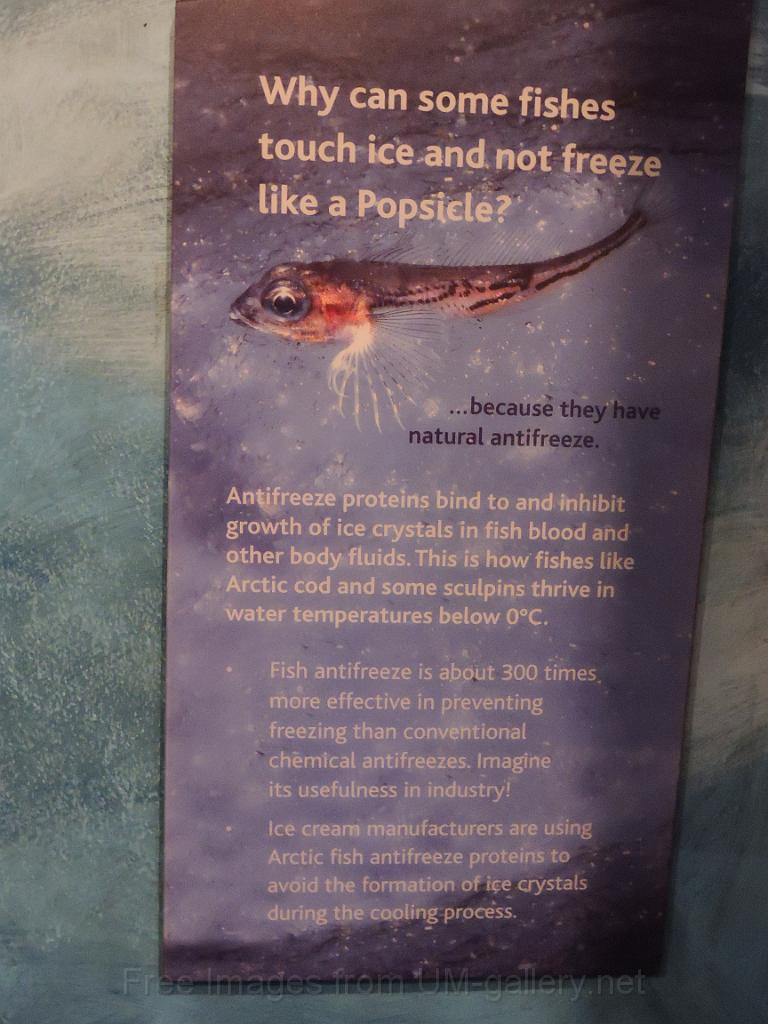 Why can some fishes
touch ice and not freeze
like a Popsicle?
...because they have
natural antifreeze.
Antifreeze proteins bind to and inhibit
growth of ice crystals in fish blood and
other body fluids. This is how fishes like
Arctic cod and some sculpins thrive in
water temperatures below 0°C.
• Fish antifreeze is about 300 times
more effective in preventing
freezing than conventional
chemical antifreezes. Imagine
its usefulness in industry!
• Ice cream manufacturers are using
Arctic fish antifreeze proteins to
avoid the formation of ice crystals
during the cooling process.
Free Images from UM-gallery.net